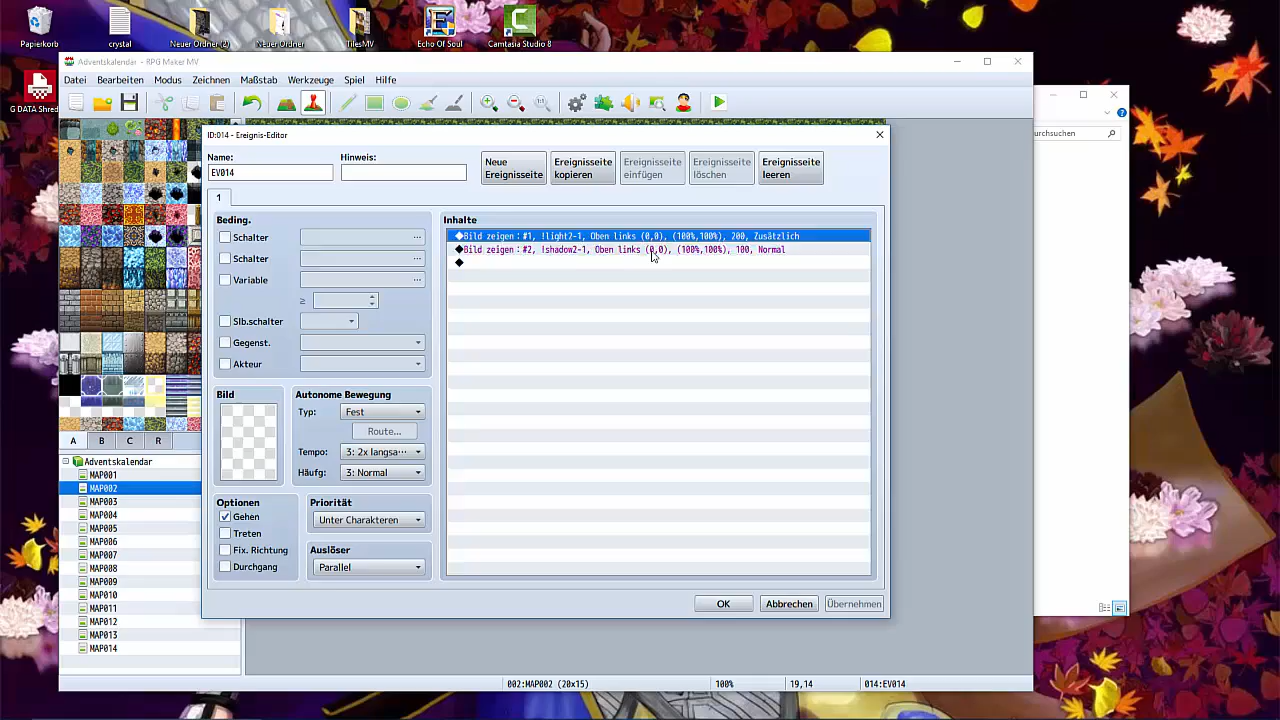 Papierkorb
crystal
Neuer Ordner (2)
Neuer Ordner
TilesMV
Echo Of Soul
Camtasia Studio 8
G DATA Shred
Adventskalendar - RPG Maker MV
Datei Bearbeiten Modus Zeichnen Maßstab Werkzeuge Spiel Hilfe
ID:014 - Ereignis-Editor
Name:
EV014
Hinweis:
Neue Ereignisseite
Ereignisseite kopieren
Ereignisseite einfügen
Ereignisseite löschen
Ereignisseite leeren
durchsuchen
1
Beding.
Schalter
Schalter
Variable
≥
Slb.schalter
Gegenst.
Akteur
Inhalte
◆Bild zeigen：#1, !light2-1, Oben links (0,0), (100%,100%), 200, Zusätzlich
◆Bild zeigen：#2, !shadow2-1, Oben links (0,0), (100%,100%), 100, Normal
◆
Bild
Autonome Bewegung
Typ: Fest
Route...
Tempo: 3: 2x langsa···
Häufg: 3: Normal
Optionen
Gehen
Treten
Fix. Richtung
Durchgang
Priorität
Unter Charakteren
Auslöser
Parallel
OK
Abbrechen
Übernehmen
A B C R
Adventskalendar
MAP001
MAP002
MAP003
MAP004
MAP005
MAP006
MAP007
MAP008
MAP009
MAP010
MAP011
MAP012
MAP013
MAP014
002:MAP002 (20x15) 100% 19,14 014:EV014